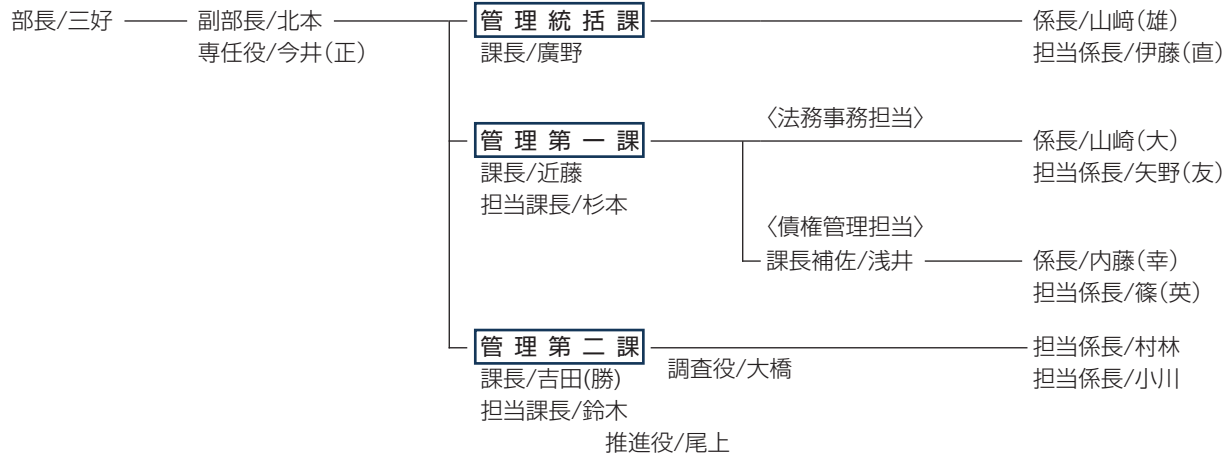 部長/三好 副部長/北本 管理統括課 係長/山﨑(雄)
専任役/今井(正) 課長/廣野 担当係長/伊藤(直)
〈法務事務担当〉
管理第一課 係長/山崎(大)
課長/近藤 担当係長/矢野(友)
担当課長/杉本
〈債権管理担当〉
課長補佐/浅井 係長/内藤(幸)
担当係長/篠(英)
管理第二課 担当係長/村林
課長/吉田(勝) 調査役/大橋 担当係長/小川
担当課長/鈴木
推進役/尾上